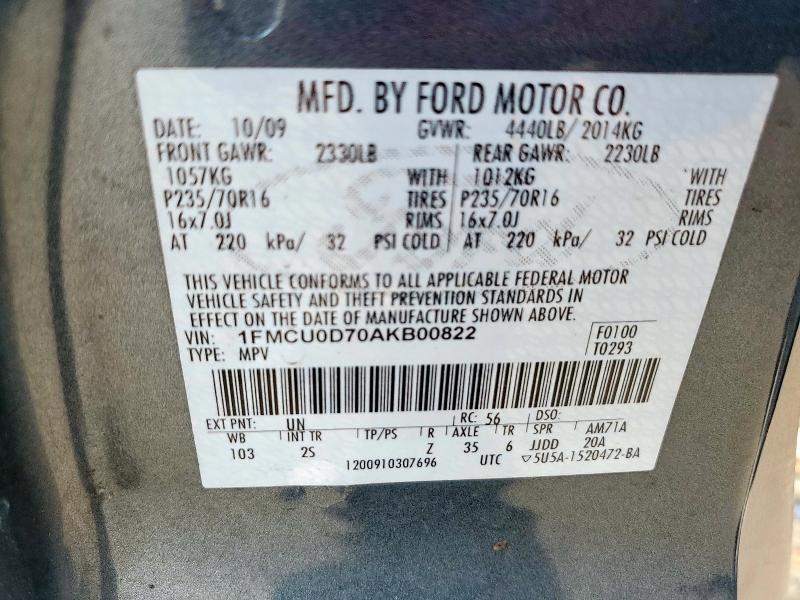 MFD. BY FORD MOTOR CO.
DATE: 10/09 GVWR: 4440LB/ 2014KG
FRONT GAWR: 2330LB REAR GAWR: 2230LB
1057KG WITH 1012KG WITH
P235/70R16 TIRES P235/70R16 TIRES
16x7.0J RIMS 16x7.0J RIMS
AT 220 kPa/ 32 PSI COLD AT 220 kPa/ 32 PSI COLD
THIS VEHICLE CONFORMS TO ALL APPLICABLE FEDERAL MOTOR
VEHICLE SAFETY AND THEFT PREVENTION STANDARDS IN
EFFECT ON THE DATE OF MANUFACTURE SHOWN ABOVE.
VIN: 1FMCU0D70AKB00822 F0100
TYPE: MPV T0293
EXT PNT: UN RC: 56 DSO:
WB INT TR TP/PS R AXLE TR SPR AM71A
103 2S Z 35 6 JJDD 20A
1200910307696 UTC ▽5U5A-1520472-BA